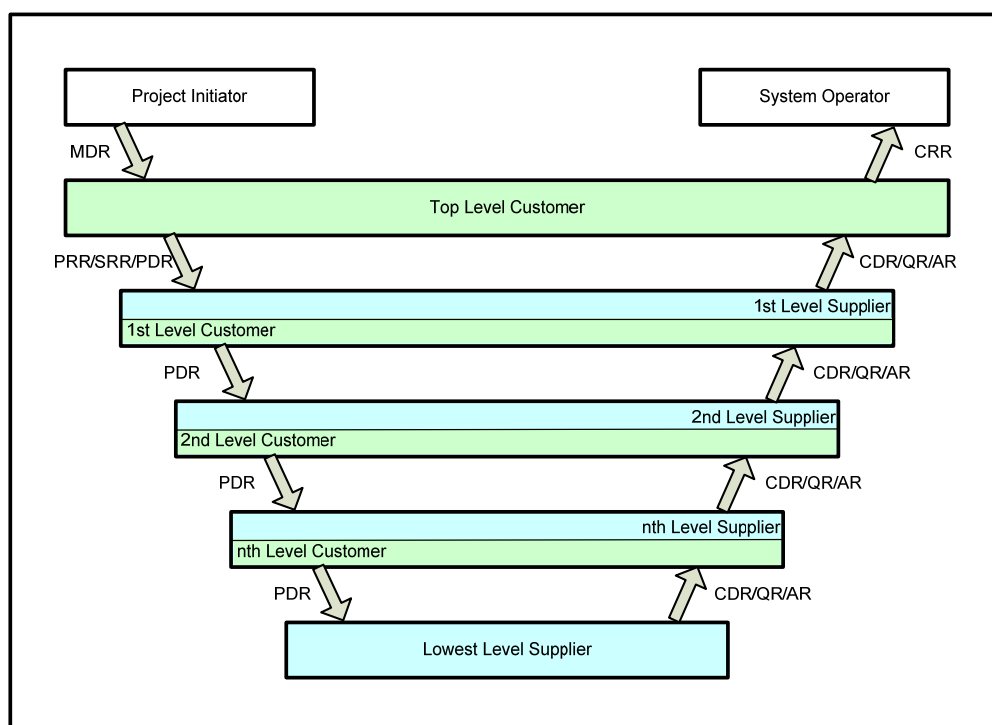 Project Initiator
System Operator
MDR
CRR
Top Level Customer
PRR/SRR/PDR
CDR/QR/AR
1st Level Supplier
1st Level Customer
PDR
CDR/QR/AR
2nd Level Supplier
2nd Level Customer
PDR
CDR/QR/AR
nth Level Supplier
nth Level Customer
PDR
CDR/QR/AR
Lowest Level Supplier